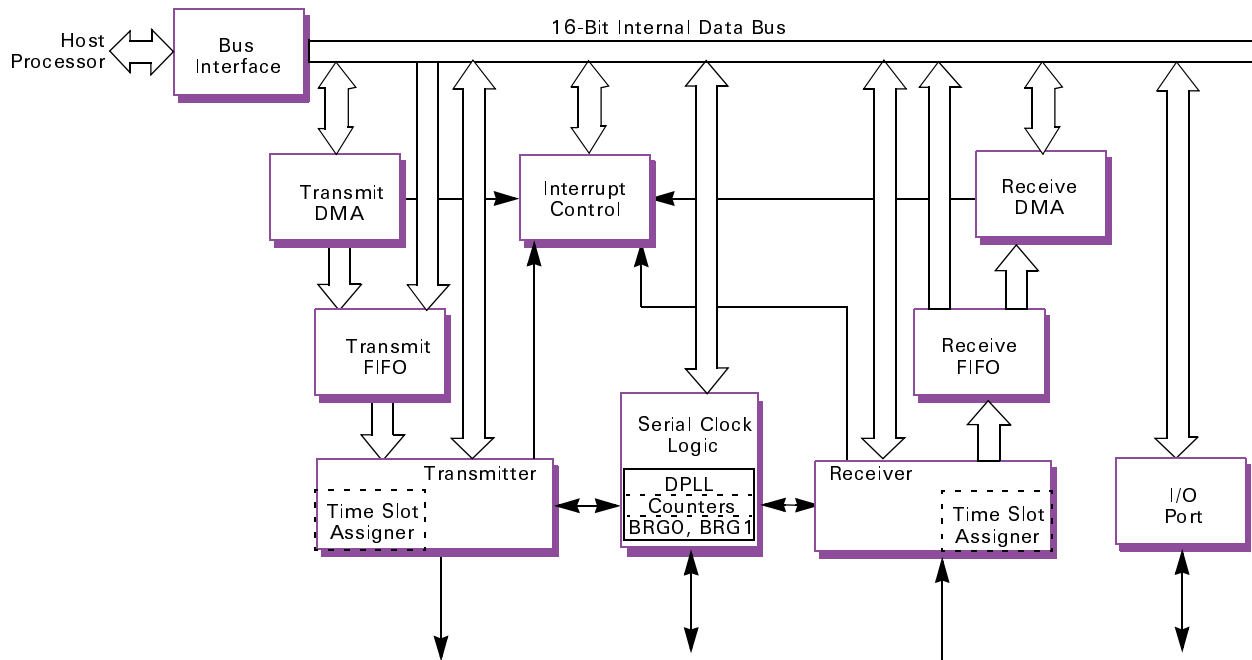 16-Bit Internal Data Bus
Host
Processor
Bus
Interface
Transmit
DMA
Interrupt
Control
Receive
DMA
Transmit
FIFO
Receive
FIFO
Serial Clock
Logic
DPLL
Counters
BRG0, BRG1
Transmitter
Time Slot
Assigner
Receiver
Time Slot
Assigner
I/O
Port